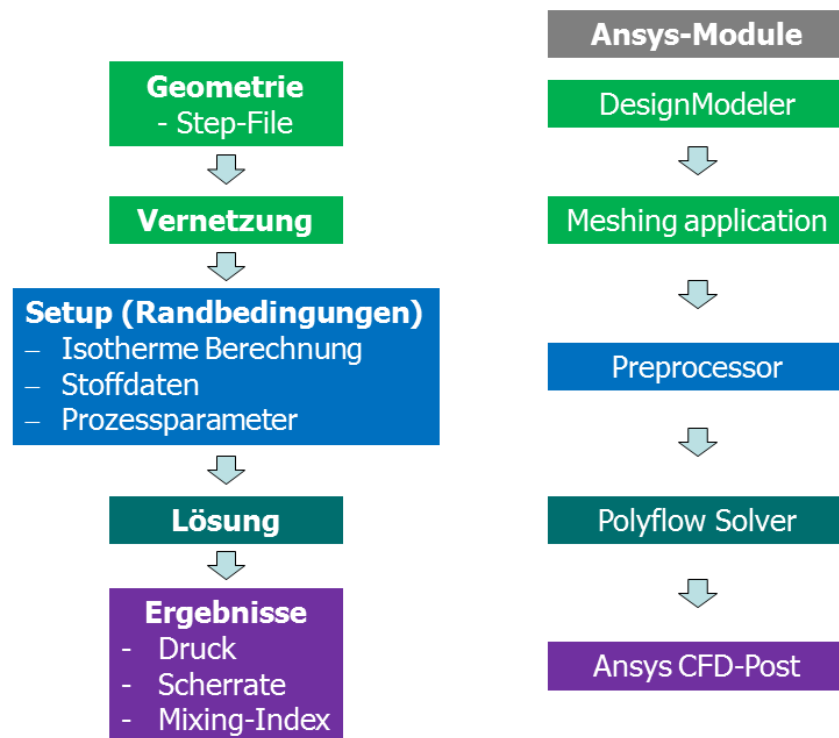 Geometrie
- Step-File
Vernetzung
Setup (Randbedingungen)
– Isotherme Berechnung
– Stoffdaten
– Prozessparameter
Lösung
Ergebnisse
- Druck
- Scherrate
- Mixing-Index
Ansys-Module
DesignModeler
Meshing application
Preprocessor
Polyflow Solver
Ansys CFD-Post